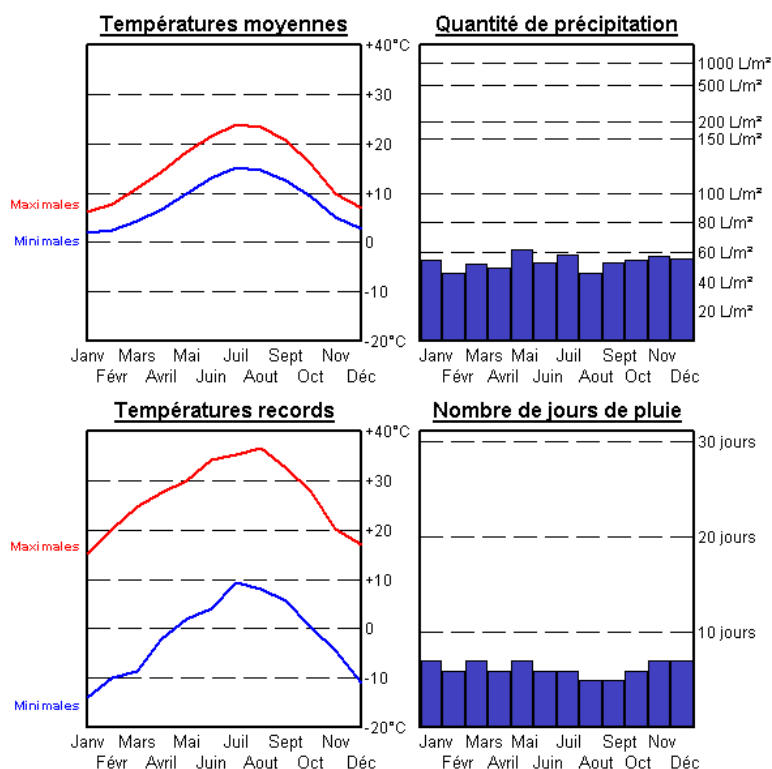 Températures moyennes
+40°C
+30
+20
+10
0
-10
-20°C
Maximales
Minimales
Janv Mars Mai Juil Sept Nov
Févr Avril Juin Aout Oct Déc
Quantité de précipitation
1000 L/m²
500 L/m²
200 L/m²
150 L/m²
100 L/m²
80 L/m²
60 L/m²
40 L/m²
20 L/m²
Janv Mars Mai Juil Sept Nov
Févr Avril Juin Aout Oct Déc
Températures records
+40°C
+30
+20
+10
0
-10
-20°C
Maximales
Minimales
Janv Mars Mai Juil Sept Nov
Févr Avril Juin Aout Oct Déc
Nombre de jours de pluie
30 jours
20 jours
10 jours
Janv Mars Mai Juil Sept Nov
Févr Avril Juin Aout Oct Déc